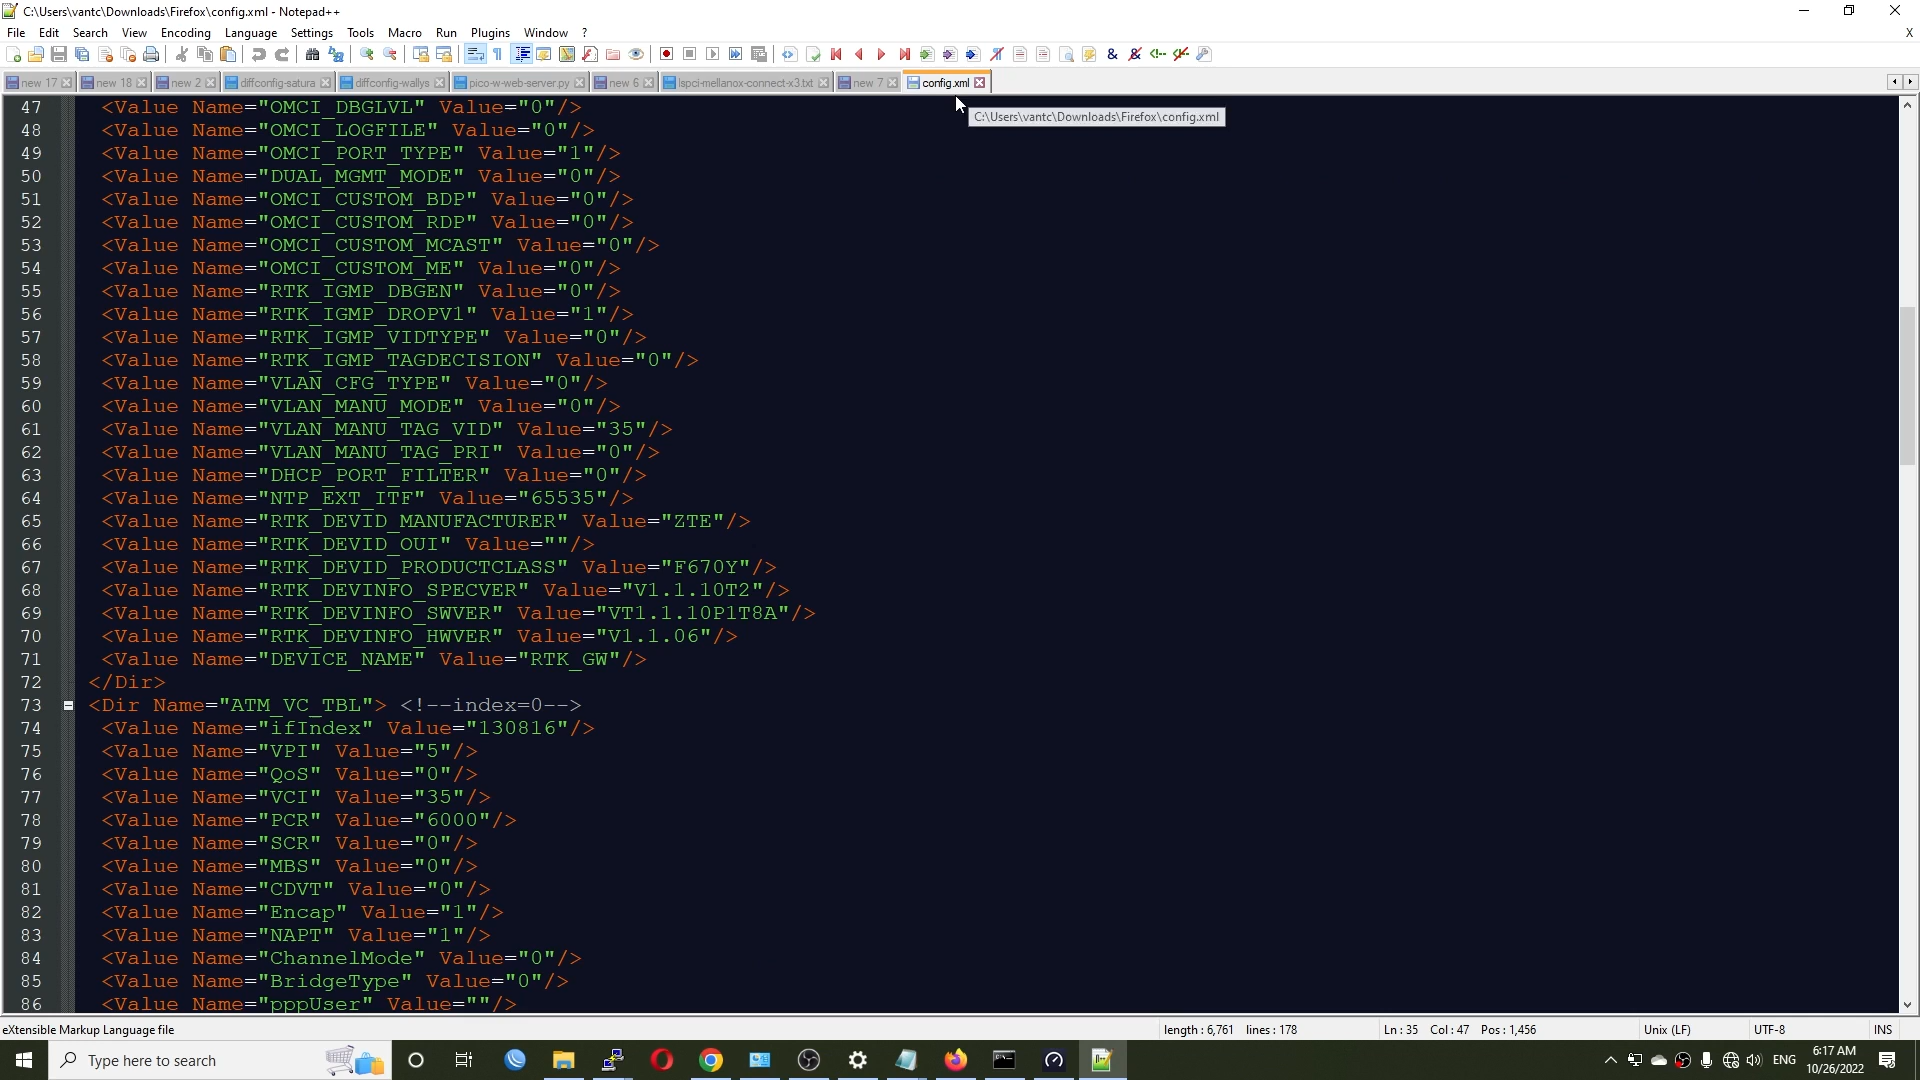 C:\Users\vantc\Downloads\Firefox\config.xml - Notepad++
File Edit Search View Encoding Language Settings Tools Macro Run Plugins Window ? X
new 17 new 18 new 2 diffconfig-satura diffconfig-wallys pico-w-web-server.py new 6 lspci-mellanox-connect-x3.txt new 7 config.xml
C:\Users\vantc\Downloads\Firefox\config.xml
47 <Value Name="OMCI_DBGLVL" Value="0"/>
48 <Value Name="OMCI_LOGFILE" Value="0"/>
49 <Value Name="OMCI_PORT_TYPE" Value="1"/>
50 <Value Name="DUAL_MGMT_MODE" Value="0"/>
51 <Value Name="OMCI_CUSTOM_BDP" Value="0"/>
52 <Value Name="OMCI_CUSTOM_RDP" Value="0"/>
53 <Value Name="OMCI_CUSTOM_MCAST" Value="0"/>
54 <Value Name="OMCI_CUSTOM_ME" Value="0"/>
55 <Value Name="RTK_IGMP_DBGEN" Value="0"/>
56 <Value Name="RTK_IGMP_DROPV1" Value="1"/>
57 <Value Name="RTK_IGMP_VIDTYPE" Value="0"/>
58 <Value Name="RTK_IGMP_TAGDECISION" Value="0"/>
59 <Value Name="VLAN_CFG_TYPE" Value="0"/>
60 <Value Name="VLAN_MANU_MODE" Value="0"/>
61 <Value Name="VLAN_MANU_TAG_VID" Value="35"/>
62 <Value Name="VLAN_MANU_TAG_PRI" Value="0"/>
63 <Value Name="DHCP_PORT_FILTER" Value="0"/>
64 <Value Name="NTP_EXT_ITF" Value="65535"/>
65 <Value Name="RTK_DEVID_MANUFACTURER" Value="ZTE"/>
66 <Value Name="RTK_DEVID_OUI" Value=""/>
67 <Value Name="RTK_DEVID_PRODUCTCLASS" Value="F670Y"/>
68 <Value Name="RTK_DEVINFO_SPECVER" Value="V1.1.10T2"/>
69 <Value Name="RTK_DEVINFO_SWVER" Value="VT1.1.10P1T8A"/>
70 <Value Name="RTK_DEVINFO_HWVER" Value="V1.1.06"/>
71 <Value Name="DEVICE_NAME" Value="RTK_GW"/>
72 </Dir>
73 <Dir Name="ATM_VC_TBL"> <!--index=0-->
74 <Value Name="ifIndex" Value="130816"/>
75 <Value Name="VPI" Value="5"/>
76 <Value Name="QoS" Value="0"/>
77 <Value Name="VCI" Value="35"/>
78 <Value Name="PCR" Value="6000"/>
79 <Value Name="SCR" Value="0"/>
80 <Value Name="MBS" Value="0"/>
81 <Value Name="CDVT" Value="0"/>
82 <Value Name="Encap" Value="1"/>
83 <Value Name="NAPT" Value="1"/>
84 <Value Name="ChannelMode" Value="0"/>
85 <Value Name="BridgeType" Value="0"/>
86 <Value Name="pppUser" Value=""/>
eXtensible Markup Language file length : 6,761 lines : 178 Ln : 35 Col : 47 Pos : 1,456 Unix (LF) UTF-8 INS
Type here to search ENG 6:17 AM
10/26/2022